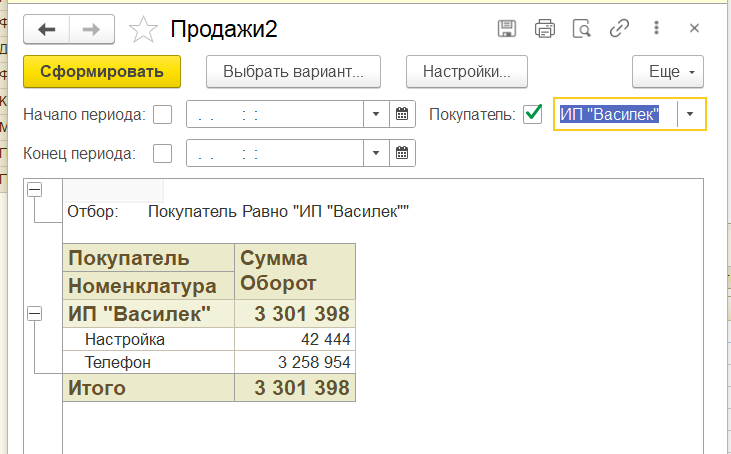 Продажи2
Сформировать Выбрать вариант... Настройки... Еще
Начало периода: . . : : Покупатель: ИП "Василек"
Конец периода: . . : :
Отбор: Покупатель Равно "ИП "Василек""
Покупатель Сумма
Номенклатура Оборот
ИП "Василек" 3 301 398
Настройка 42 444
Телефон 3 258 954
Итого 3 301 398